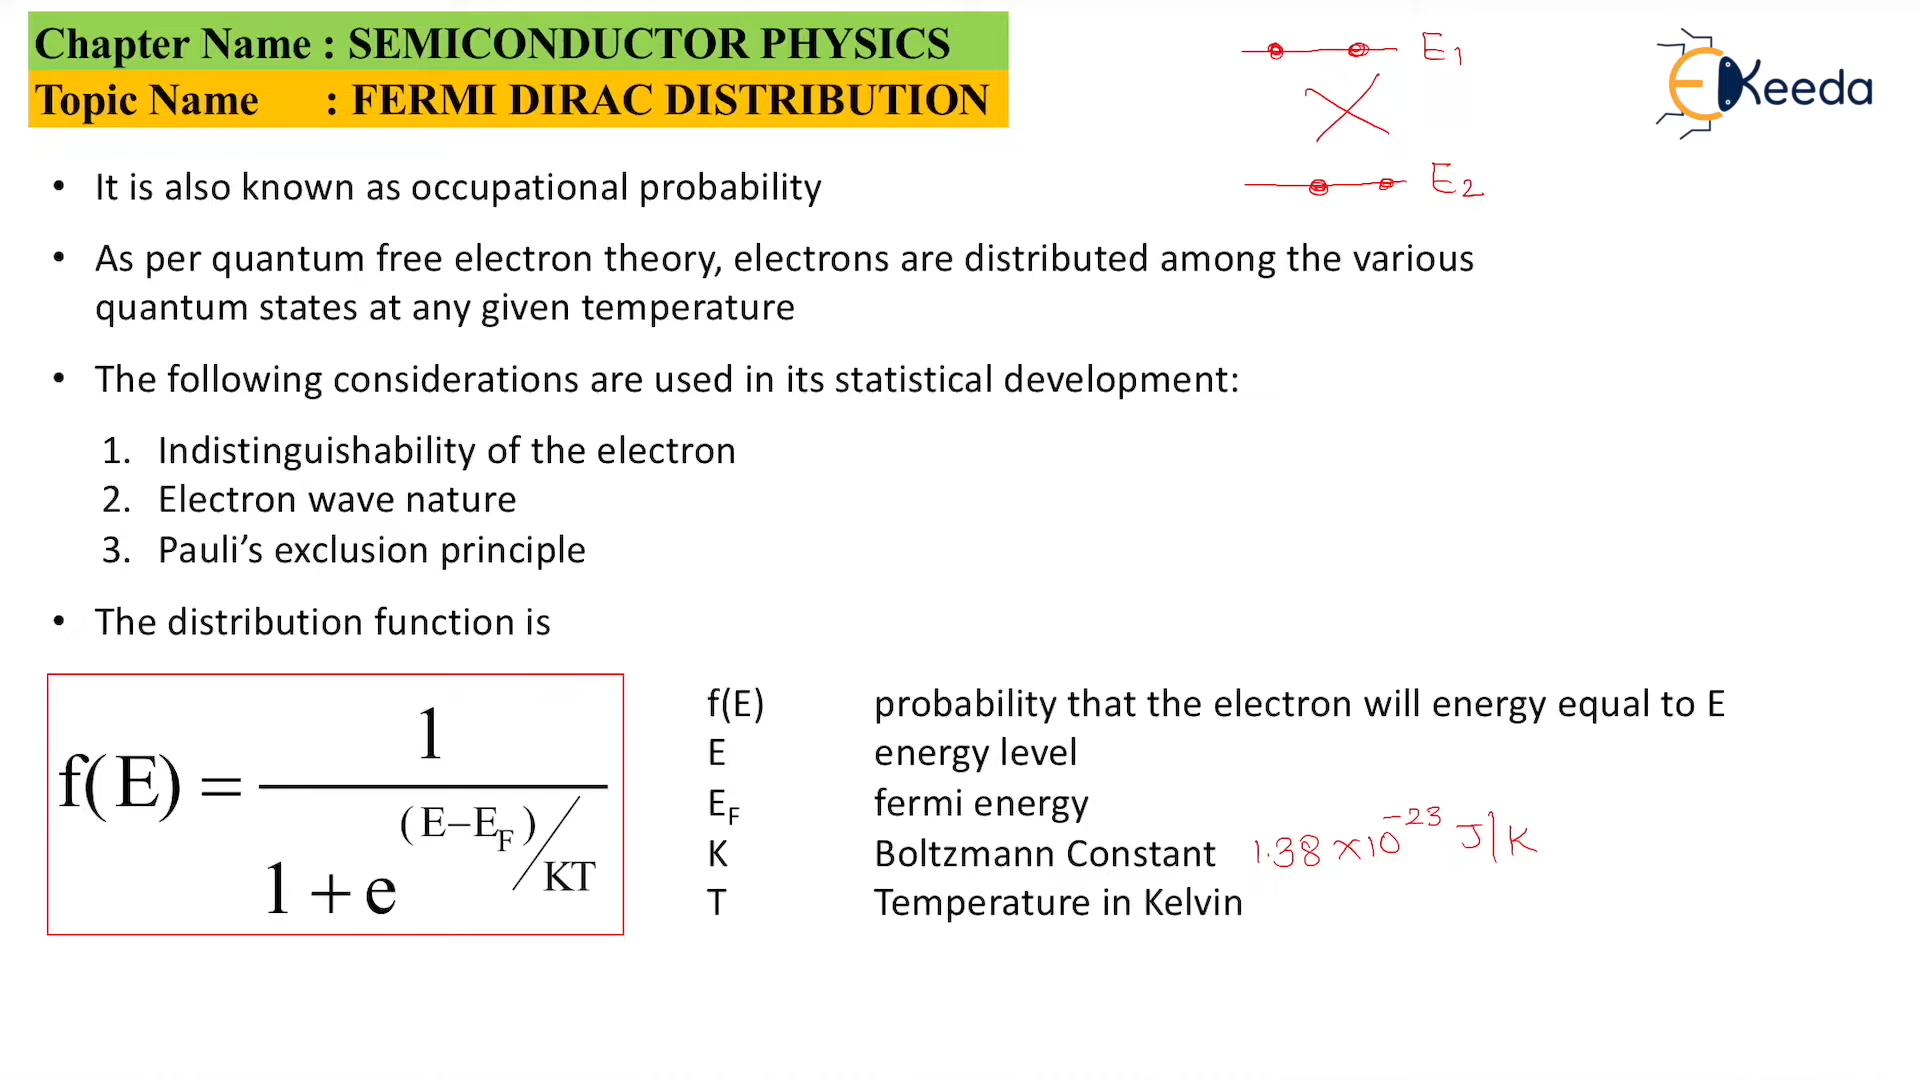 Chapter Name : SEMICONDUCTOR PHYSICS
Topic Name : FERMI DIRAC DISTRIBUTION
E1
EKeeda
E2
• It is also known as occupational probability
• As per quantum free electron theory, electrons are distributed among the various
quantum states at any given temperature
• The following considerations are used in its statistical development:
1. Indistinguishability of the electron
2. Electron wave nature
3. Pauli’s exclusion principle
• The distribution function is
f(E) = 1 / (1 + e^((E–E_F)/KT))
f(E) probability that the electron will energy equal to E
E energy level
E_F fermi energy
K Boltzmann Constant 1.38 × 10^-23 J/K
T Temperature in Kelvin